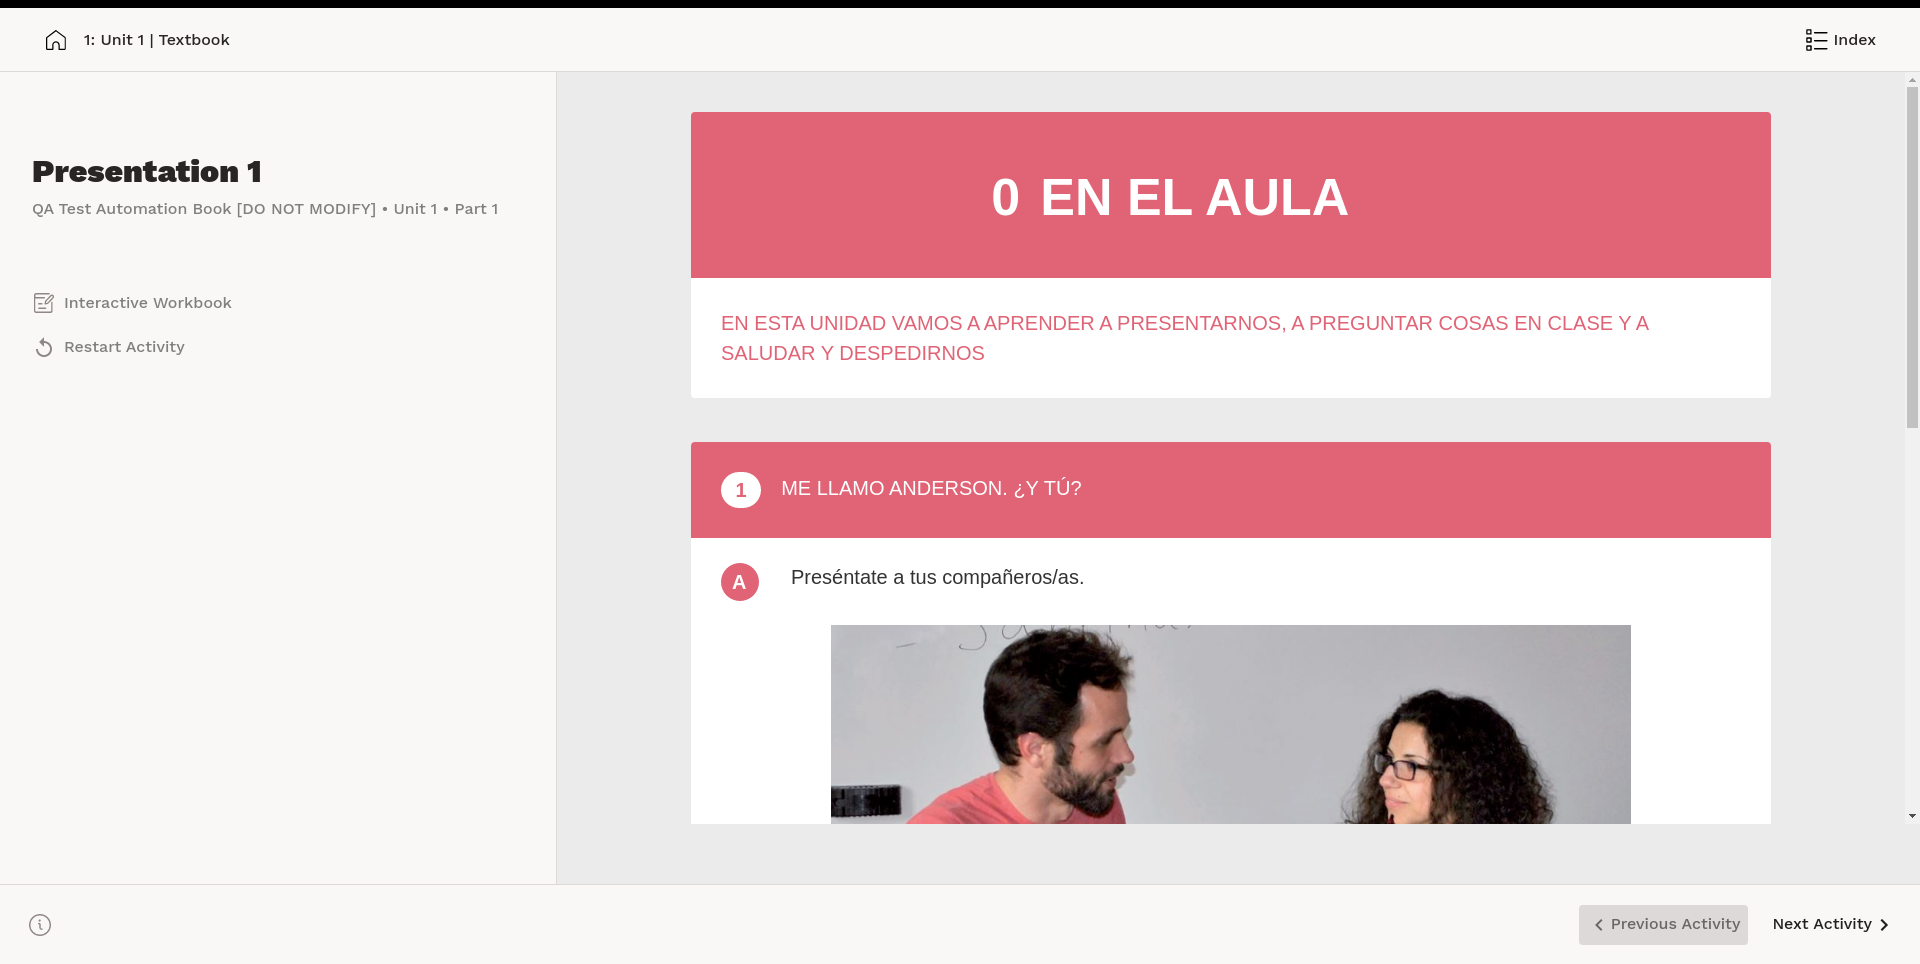 1: Unit 1 | Textbook
Index
Presentation 1
QA Test Automation Book [DO NOT MODIFY] • Unit 1 • Part 1
Interactive Workbook
Restart Activity
0 EN EL AULA
EN ESTA UNIDAD VAMOS A APRENDER A PRESENTARNOS, A PREGUNTAR COSAS EN CLASE Y A
SALUDAR Y DESPEDIRNOS
1 ME LLAMO ANDERSON. ¿Y TÚ?
A Preséntate a tus compañeros/as.
Previous Activity
Next Activity